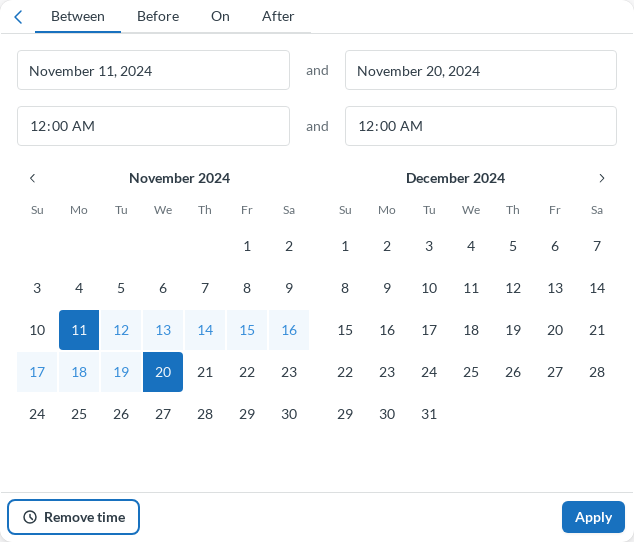 Between Before On After
November 11, 2024 and November 20, 2024
12:00 AM and 12:00 AM
November 2024 December 2024
Su Mo Tu We Th Fr Sa Su Mo Tu We Th Fr Sa
1 2 1 2 3 4 5 6 7
3 4 5 6 7 8 9 8 9 10 11 12 13 14
10 11 12 13 14 15 16 15 16 17 18 19 20 21
17 18 19 20 21 22 23 22 23 24 25 26 27 28
24 25 26 27 28 29 30 29 30 31
Remove time Apply